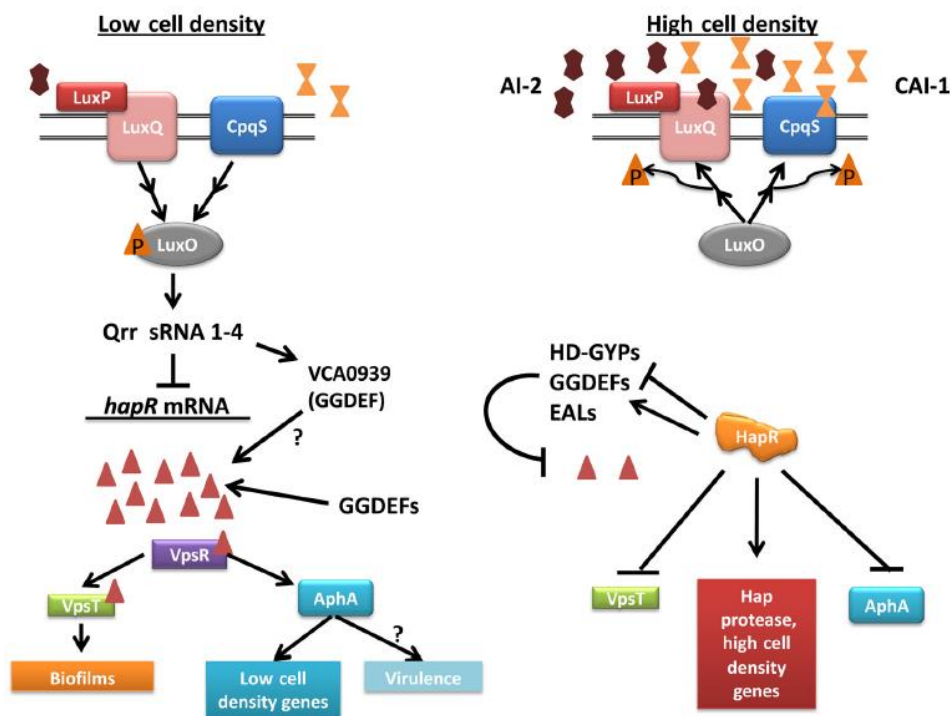 Low cell density
LuxP
LuxQ
CpqS
P
LuxO
Qrr sRNA 1-4
hapR mRNA
VCA0939
(GGDEF)
?
GGDEFs
VpsR
VpsT
AphA
?
Biofilms
Low cell
density genes
Virulence
High cell density
AI-2
CAI-1
LuxP
LuxQ
CpqS
P
P
LuxO
HD-GYPs
GGDEFs
EALs
HapR
VpsT
Hap
protease,
high cell
density
genes
AphA